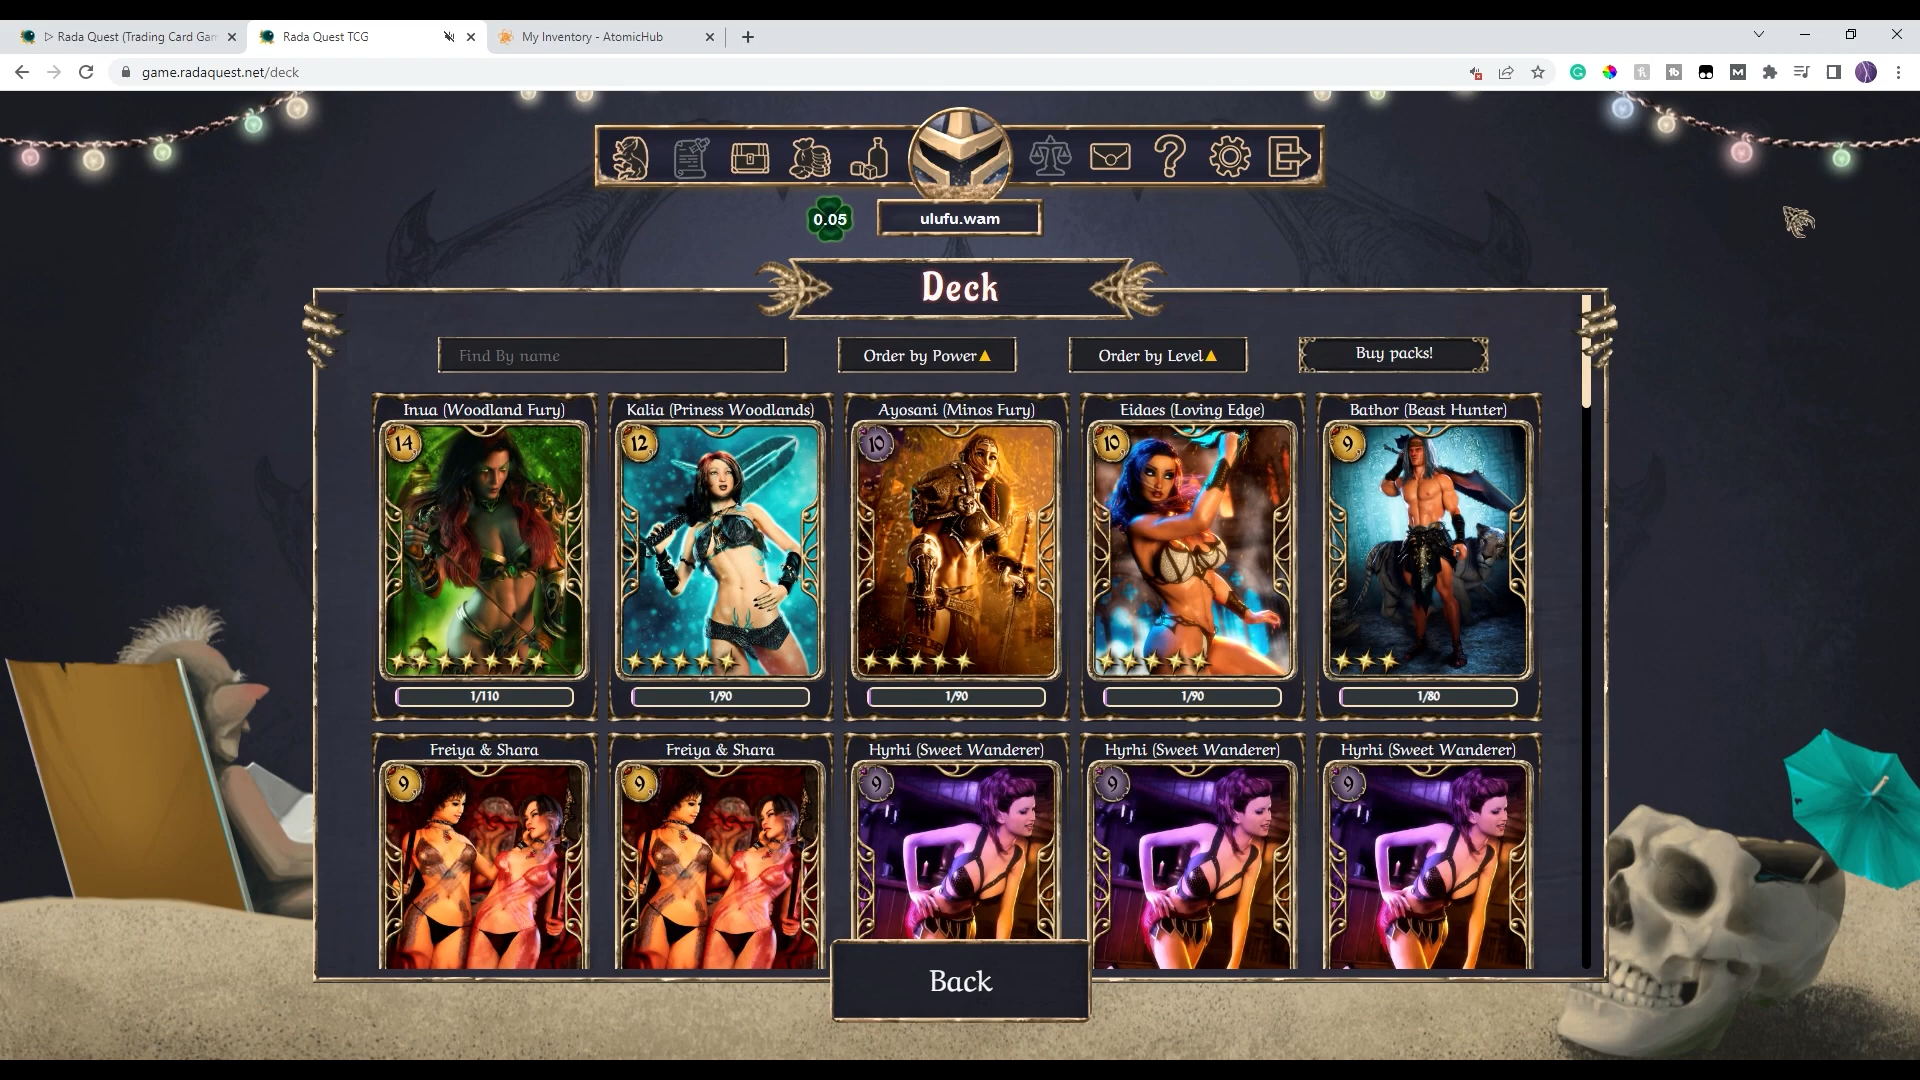 Rada Quest (Trading Card Gam
Rada Quest TCG
My Inventory - AtomicHub
game.radaquest.net/deck
0.05
ulufu.wam
Deck
Find By name
Order by Power
Order by Level
Buy packs!
Inua (Woodland Fury)
Kalia (Priness Woodlands)
Ayosani (Minos Fury)
Eidaes (Loving Edge)
Bathor (Beast Hunter)
14
12
10
10
9
1/110
1/90
1/90
1/90
1/80
Freiya & Shara
Freiya & Shara
Hyrhi (Sweet Wanderer)
Hyrhi (Sweet Wanderer)
Hyrhi (Sweet Wanderer)
9
9
9
9
9
Back